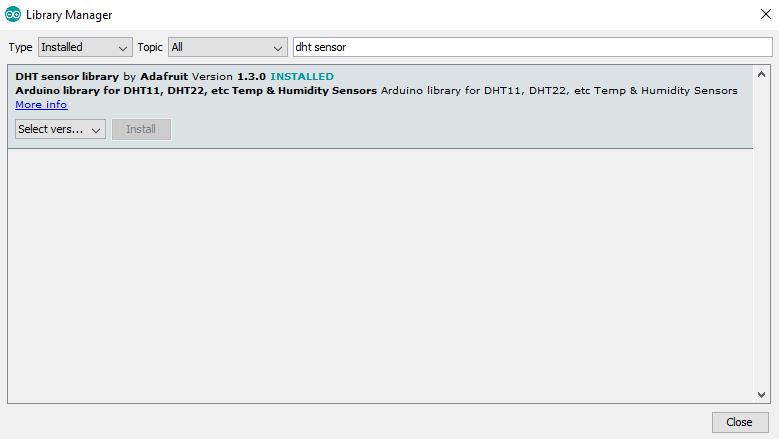 Library Manager
Type Installed Topic All dht sensor
DHT sensor library by Adafruit Version 1.3.0 INSTALLED
Arduino library for DHT11, DHT22, etc Temp & Humidity Sensors Arduino library for DHT11, DHT22, etc Temp & Humidity Sensors
More info
Select vers... Install
Close